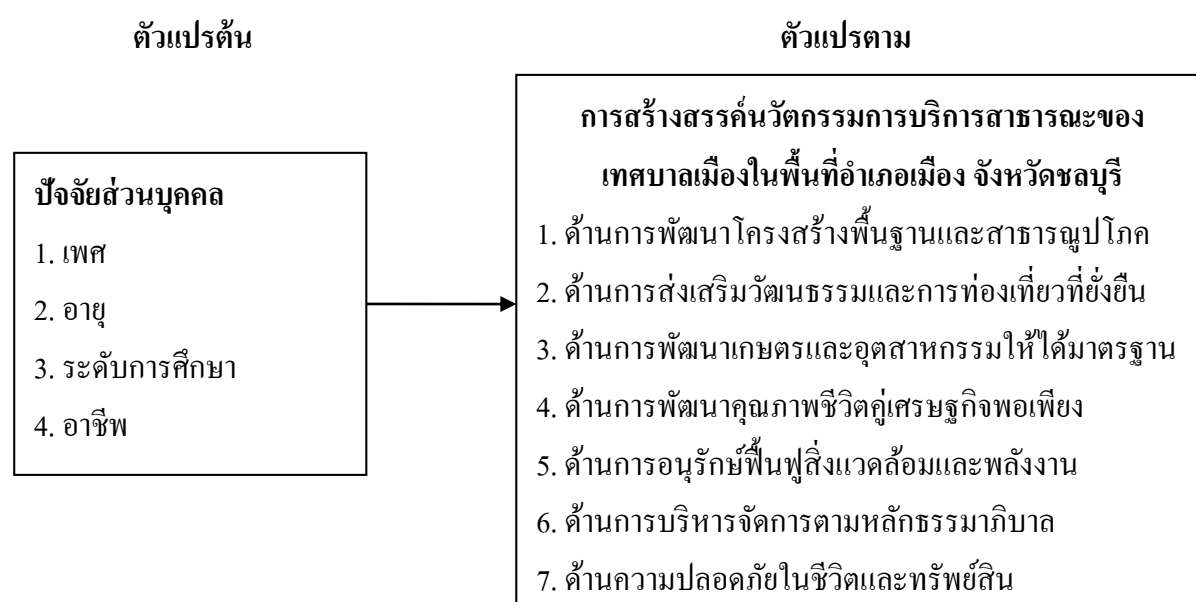 ตัวแปรต้น
ตัวแปรตาม
ปัจจัยส่วนบุคคล
1. เพศ
2. อายุ
3. ระดับการศึกษา
4. อาชีพ
การสร้างสรรค์นวัตกรรมการบริการสาธารณะของ
เทศบาลเมืองในพื้นที่อำเภอเมือง จังหวัดชลบุรี
1. ด้านการพัฒนาโครงสร้างพื้นฐานและสาธารณูปโภค
2. ด้านการส่งเสริมวัฒนธรรมและการท่องเที่ยวที่ยั่งยืน
3. ด้านการพัฒนาเกษตรและอุตสาหกรรมให้ได้มาตรฐาน
4. ด้านการพัฒนาคุณภาพชีวิตคู่เศรษฐกิจพอเพียง
5. ด้านการอนุรักษ์ฟื้นฟูสิ่งแวดล้อมและพลังงาน
6. ด้านการบริหารจัดการตามหลักธรรมาภิบาล
7. ด้านความปลอดภัยในชีวิตและทรัพย์สิน